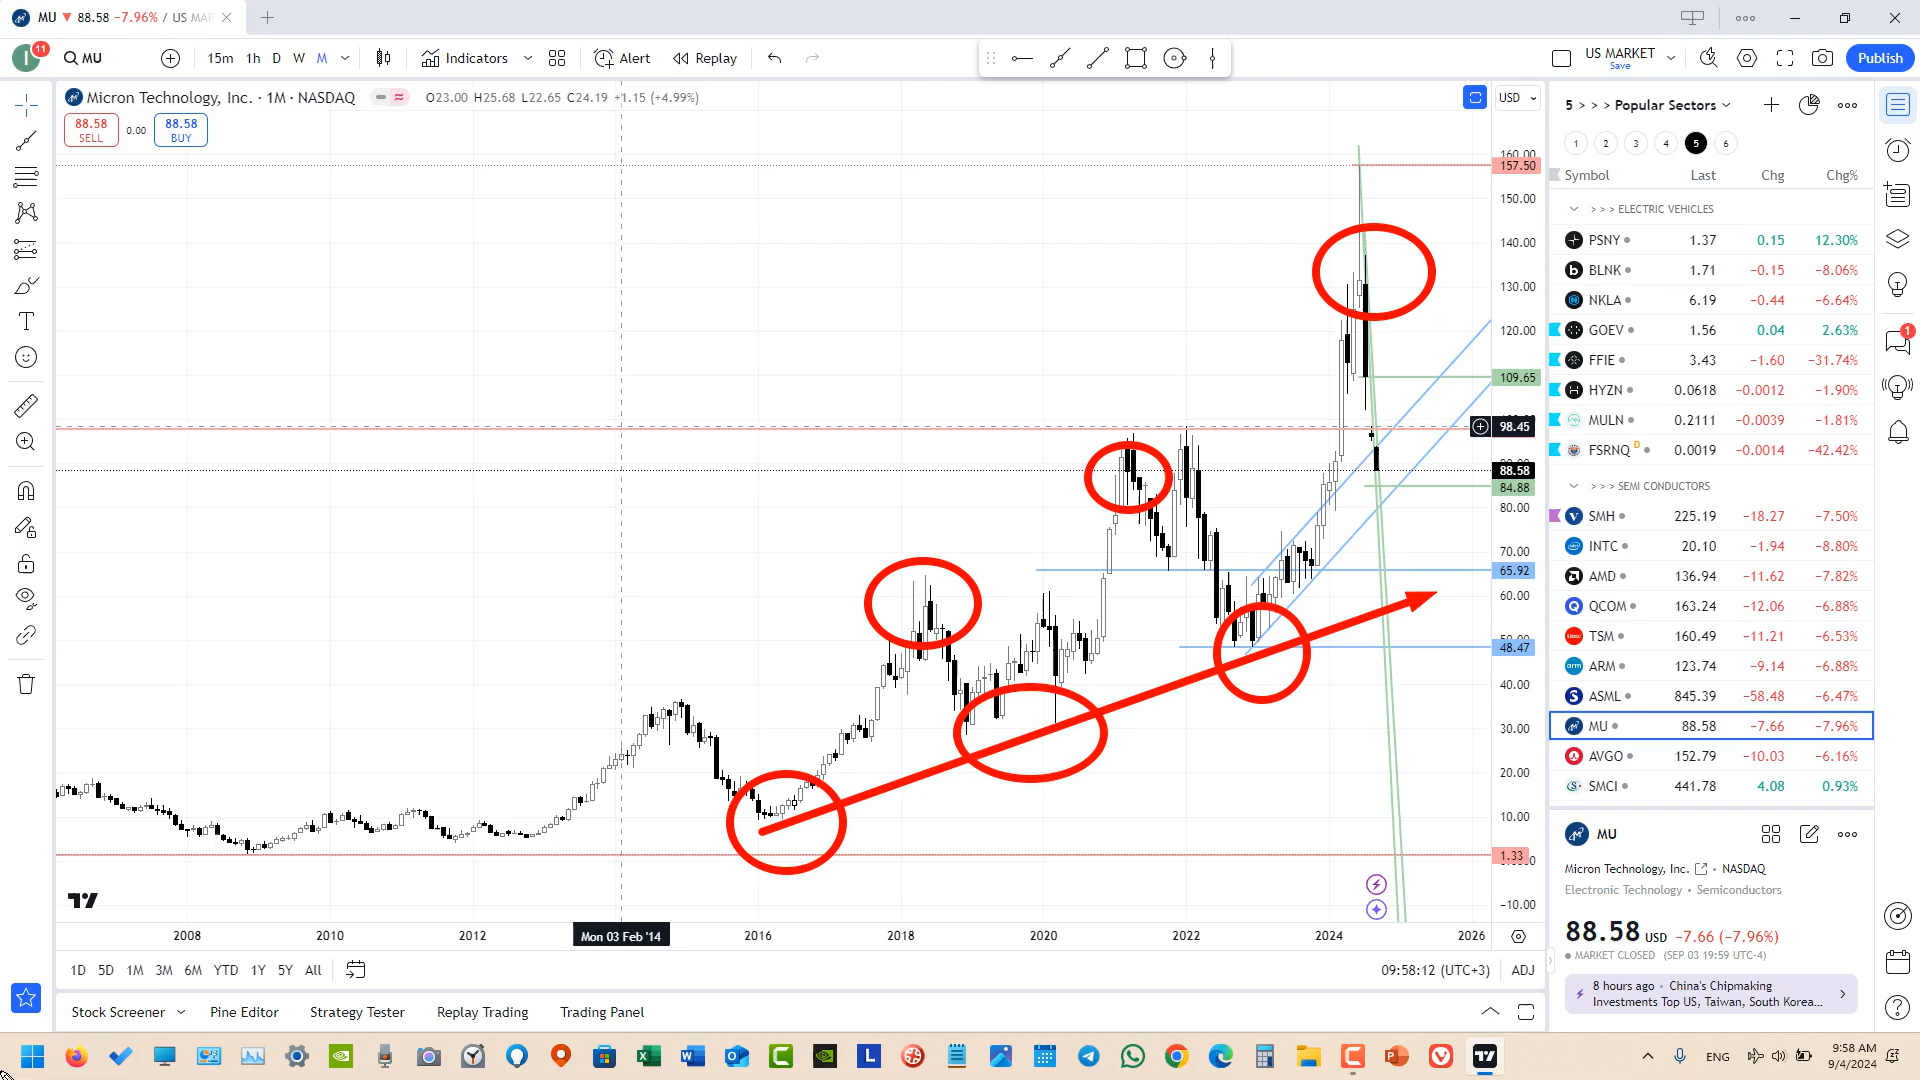 MU ▼ 88.58 −7.96% / US MAR
11
MU
15m 1h D W M
Indicators
Alert
Replay
US MARKET
Save
Publish
Micron Technology, Inc. · 1M · NASDAQ
O23.00 H25.68 L22.65 C24.19 +1.15 (+4.99%)
USD
88.58
SELL
0.00
88.58
BUY
160.00
157.50
150.00
140.00
130.00
120.00
109.65
98.45
88.58
84.88
80.00
70.00
65.92
60.00
50.00
48.47
40.00
30.00
20.00
10.00
1.33
−10.00
2008 2010 2012 Mon 03 Feb '14 2016 2018 2020 2022 2024 2026
1D 5D 1M 3M 6M YTD 1Y 5Y All
09:58:12 (UTC+3) ADJ
Stock Screener Pine Editor Strategy Tester Replay Trading Trading Panel
5 > > > Popular Sectors
1 2 3 4 5 6
Symbol Last Chg Chg%
> > > ELECTRIC VEHICLES
PSNY 1.37 0.15 12.30%
BLNK 1.71 −0.15 −8.06%
NKLA 6.19 −0.44 −6.64%
GOEV 1.56 0.04 2.63%
FFIE 3.43 −1.60 −31.74%
HYZN 0.0618 −0.0012 −1.90%
MULN 0.2111 −0.0039 −1.81%
FSRNQ D 0.0019 −0.0014 −42.42%
> > > SEMI CONDUCTORS
SMH 225.19 −18.27 −7.50%
INTC 20.10 −1.94 −8.80%
AMD 136.94 −11.62 −7.82%
QCOM 163.24 −12.06 −6.88%
TSM 160.49 −11.21 −6.53%
ARM 123.74 −9.14 −6.88%
ASML 845.39 −58.48 −6.47%
MU 88.58 −7.66 −7.96%
AVGO 152.79 −10.03 −6.16%
SMCI 441.78 4.08 0.93%
MU
Micron Technology, Inc. • NASDAQ
Electronic Technology • Semiconductors
88.58 USD −7.66 (−7.96%)
MARKET CLOSED (SEP 03 19:59 UTC-4)
8 hours ago • China's Chipmaking
Investments Top US, Taiwan, South Korea...
1
ENG
9:58 AM
9/4/2024